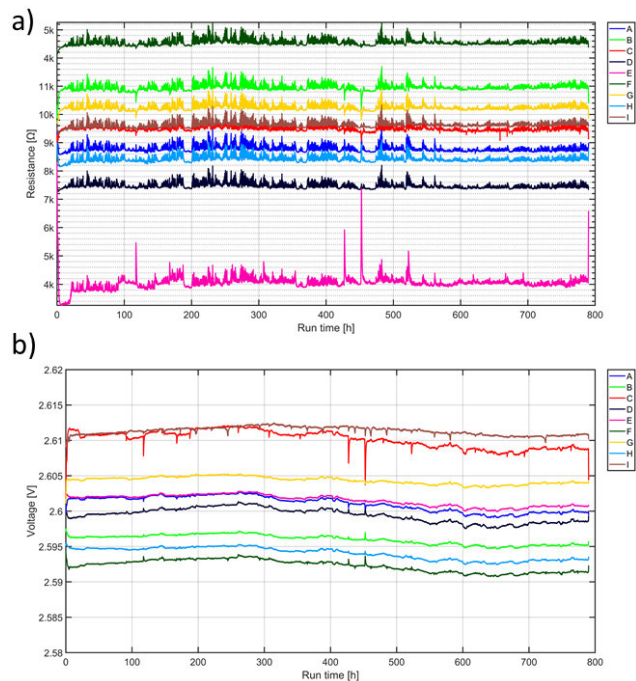 a)
5k
4k
11k
10k
9k
8k
7k
5k
4k
Resistance [Ω]
0 100 200 300 400 500 600 700 800
Run time [h]
A
B
C
D
E
F
G
H
I
b)
2.62
2.615
2.61
2.605
2.6
2.595
2.59
2.585
2.58
Voltage [V]
0 100 200 300 400 500 600 700 800
Run time [h]
A
B
C
D
E
F
G
H
I